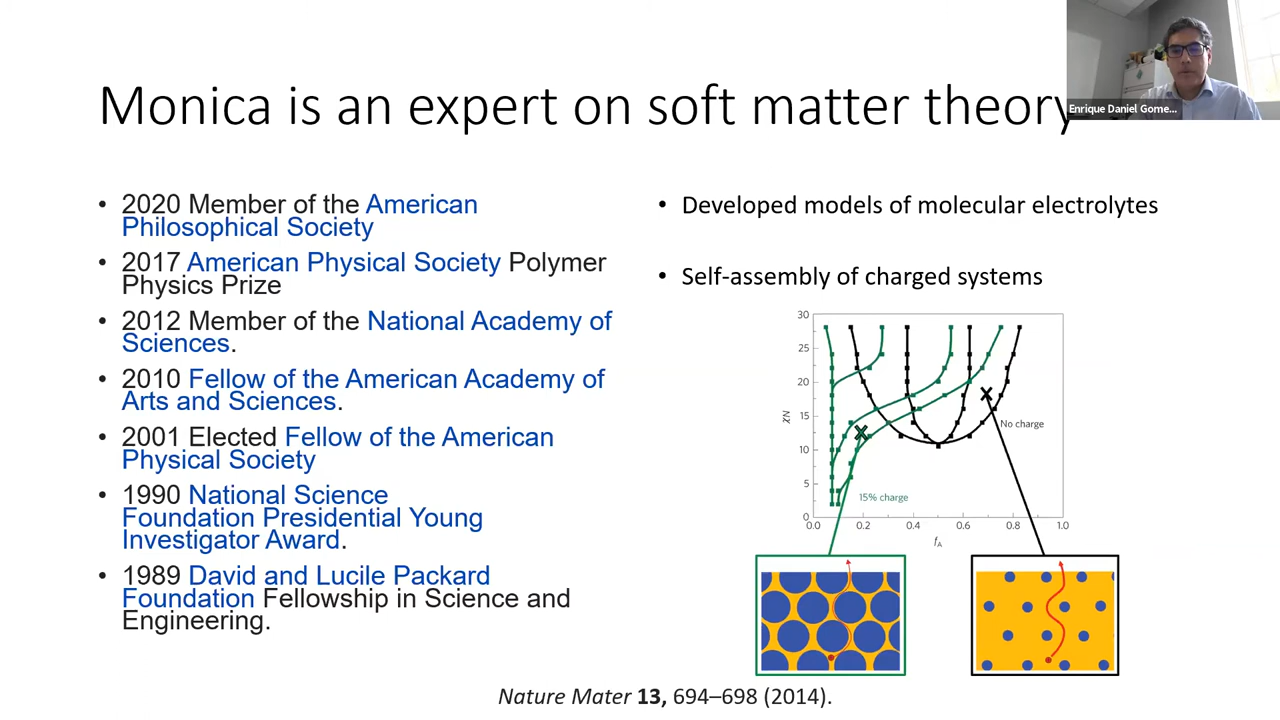 Monica is an expert on soft matter theory
Enrique Daniel Gome...
• 2020 Member of the American
Philosophical Society
• 2017 American Physical Society Polymer
Physics Prize
• 2012 Member of the National Academy of
Sciences.
• 2010 Fellow of the American Academy of
Arts and Sciences.
• 2001 Elected Fellow of the American
Physical Society
• 1990 National Science
Foundation Presidential Young
Investigator Award.
• 1989 David and Lucile Packard
Foundation Fellowship in Science and
Engineering.
• Developed models of molecular electrolytes
• Self-assembly of charged systems
30
25
20
15
10
5
0
χN
No charge
15% charge
0.0 0.2 0.4 0.6 0.8 1.0
fA
Nature Mater 13, 694–698 (2014).